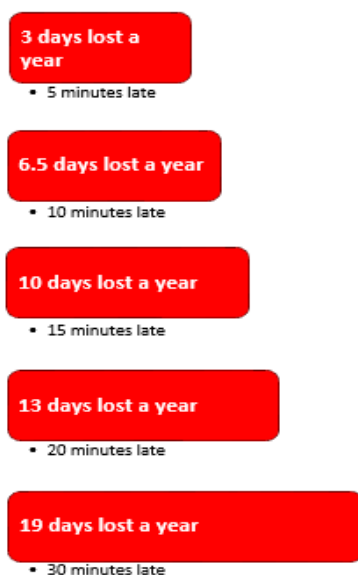 3 days lost a
year
• 5 minutes late
6.5 days lost a year
• 10 minutes late
10 days lost a year
• 15 minutes late
13 days lost a year
• 20 minutes late
19 days lost a year
• 30 minutes late